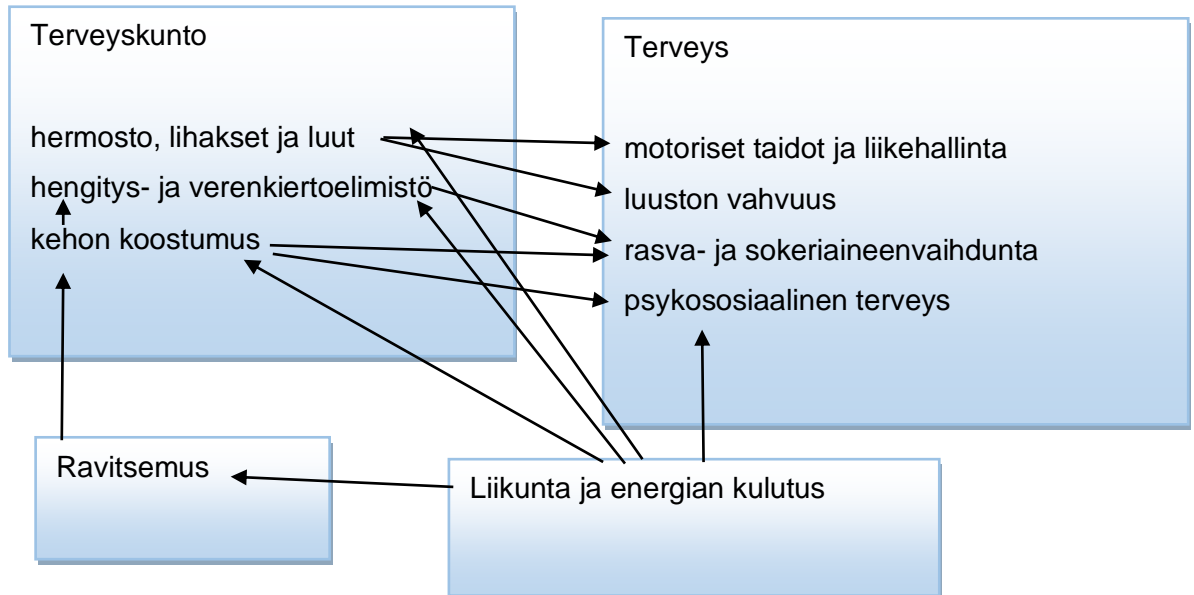 Terveyskunto
hermosto, lihakset ja luut
hengitys- ja verenkiertoelimistö
kehon koostumus
Terveys
motoriset taidot ja liikehallinta
luuston vahvuus
rasva- ja sokeriaineenvaihdunta
psykososiaalinen terveys
Ravitsemus
Liikunta ja energian kulutus